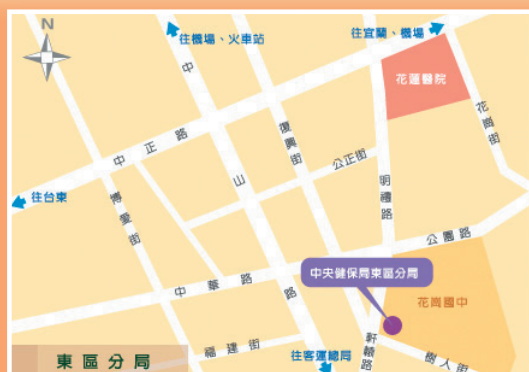 N
往機場、火車站
往宜蘭、機場
花蓮醫院
花崗街
中正路
復興街
公正街
中山路
明禮路
往台東
博愛街
公園路
中央健保局東區分局
中華路
花崗國中
福建街
軒轅路
樹人街
往客運總局
東區分局